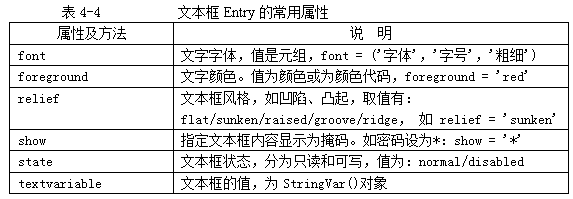 表 4-4 文本框 Entry 的常用属性
属性及方法 说 明
font 文字字体，值是元组，font = ('字体','字号','粗细')
foreground 文字颜色。值为颜色或为颜色代码，foreground = 'red'
relief 文本框风格，如凹陷、凸起，取值有：
flat/sunken/raised/groove/ridge， 如 relief = 'sunken'
show 指定文本框内容显示为掩码。如密码设为*：show = '*'
state 文本框状态，分为只读和可写，值为：normal/disabled
textvariable 文本框的值，为 StringVar()对象